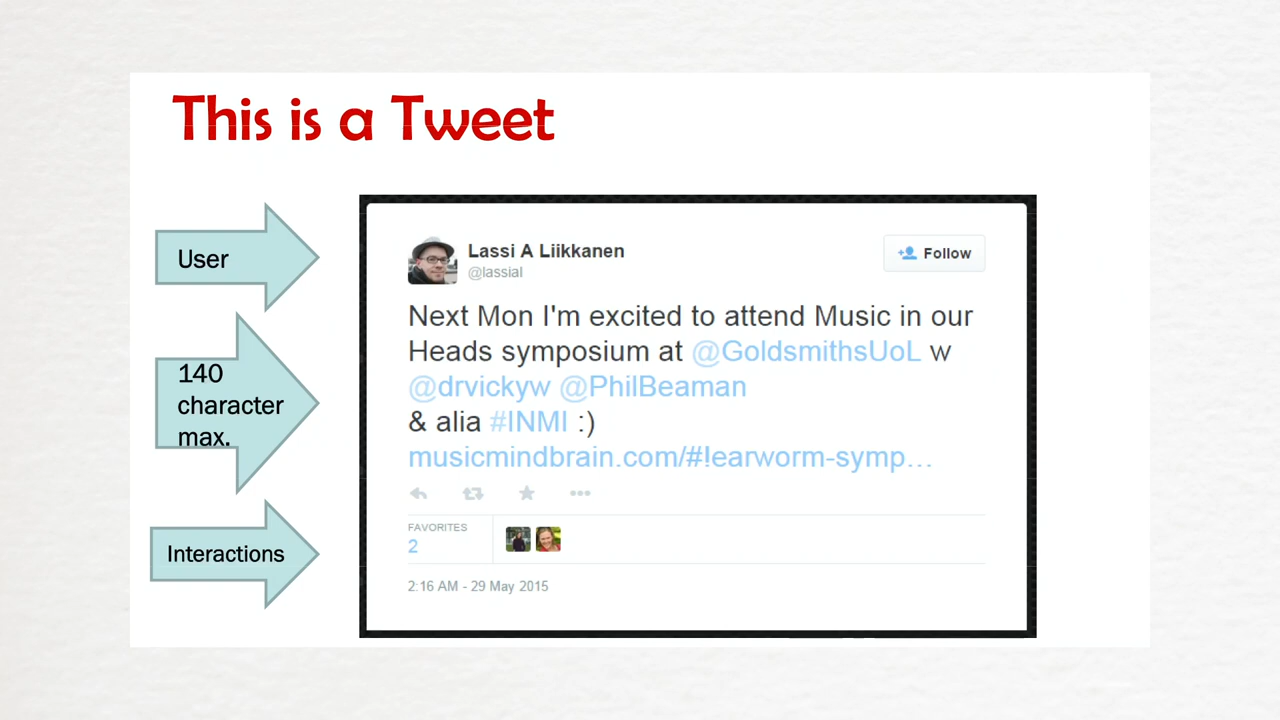 This is a Tweet
User
140
character
max.
Interactions
Lassi A Liikkanen
@lassial
Follow
Next Mon I'm excited to attend Music in our
Heads symposium at @GoldsmithsUoL w
@drvickyw @PhilBeaman
& alia #INMI :)
musicmindbrain.com/#!earworm-symp…
FAVORITES
2
2:16 AM - 29 May 2015